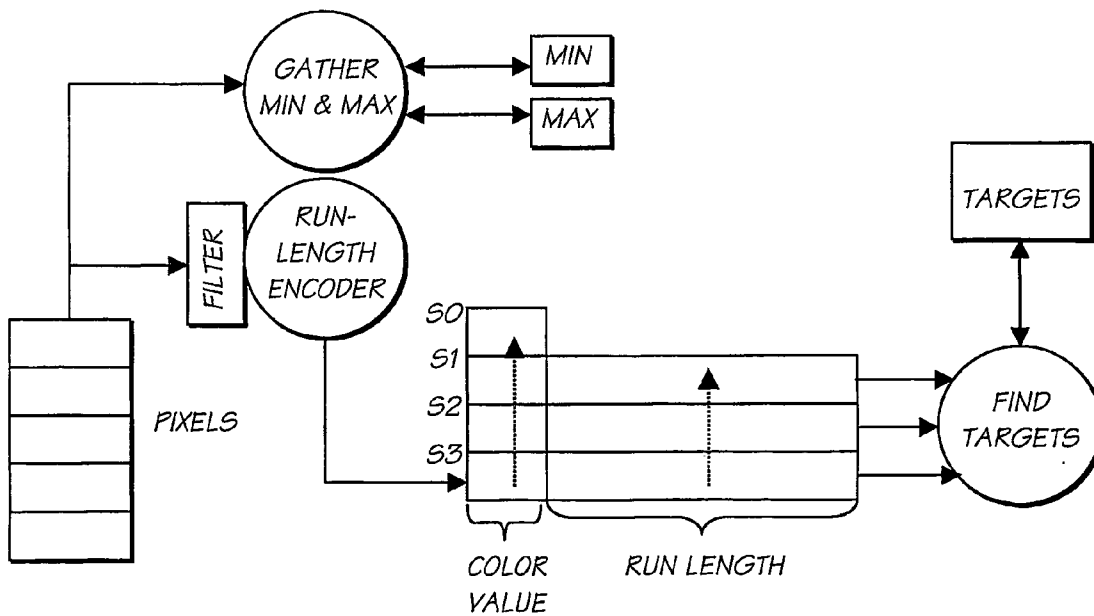 GATHER
MIN & MAX
MIN
MAX
RUN-
LENGTH
ENCODER
FILTER
TARGETS
PIXELS
S0
S1
S2
S3
FIND
TARGETS
COLOR
VALUE
RUN LENGTH